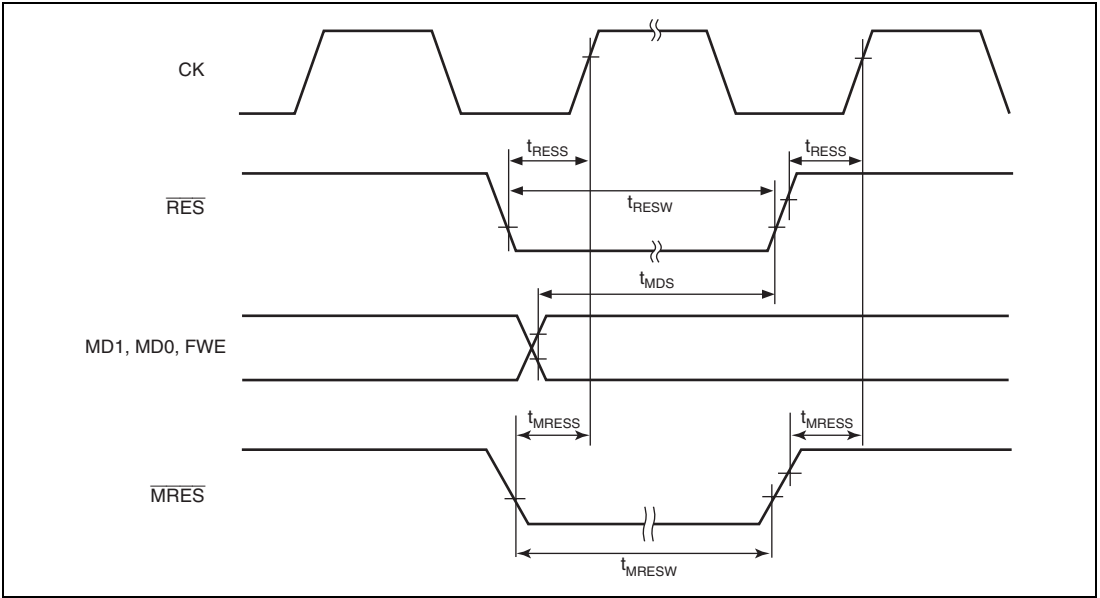 CK
tRESS
tRESS
RES
tRESW
tMDS
MD1, MD0, FWE
tMRESS
tMRESS
MRES
tMRESW